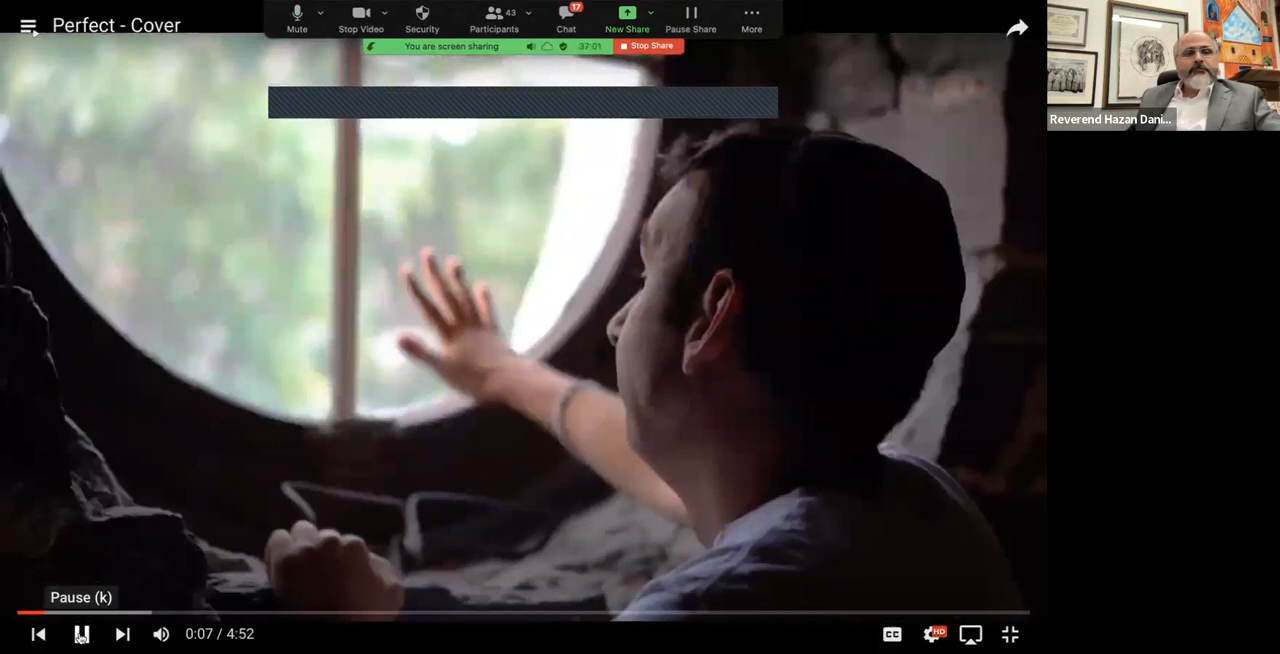 Perfect - Cover
Mute
Stop Video
Security
43
Participants
17
Chat
New Share
Pause Share
More
You are screen sharing
37:01
Stop Share
Reverend Hazan Dani...
Pause (k)
0:07 / 4:52
CC
HD